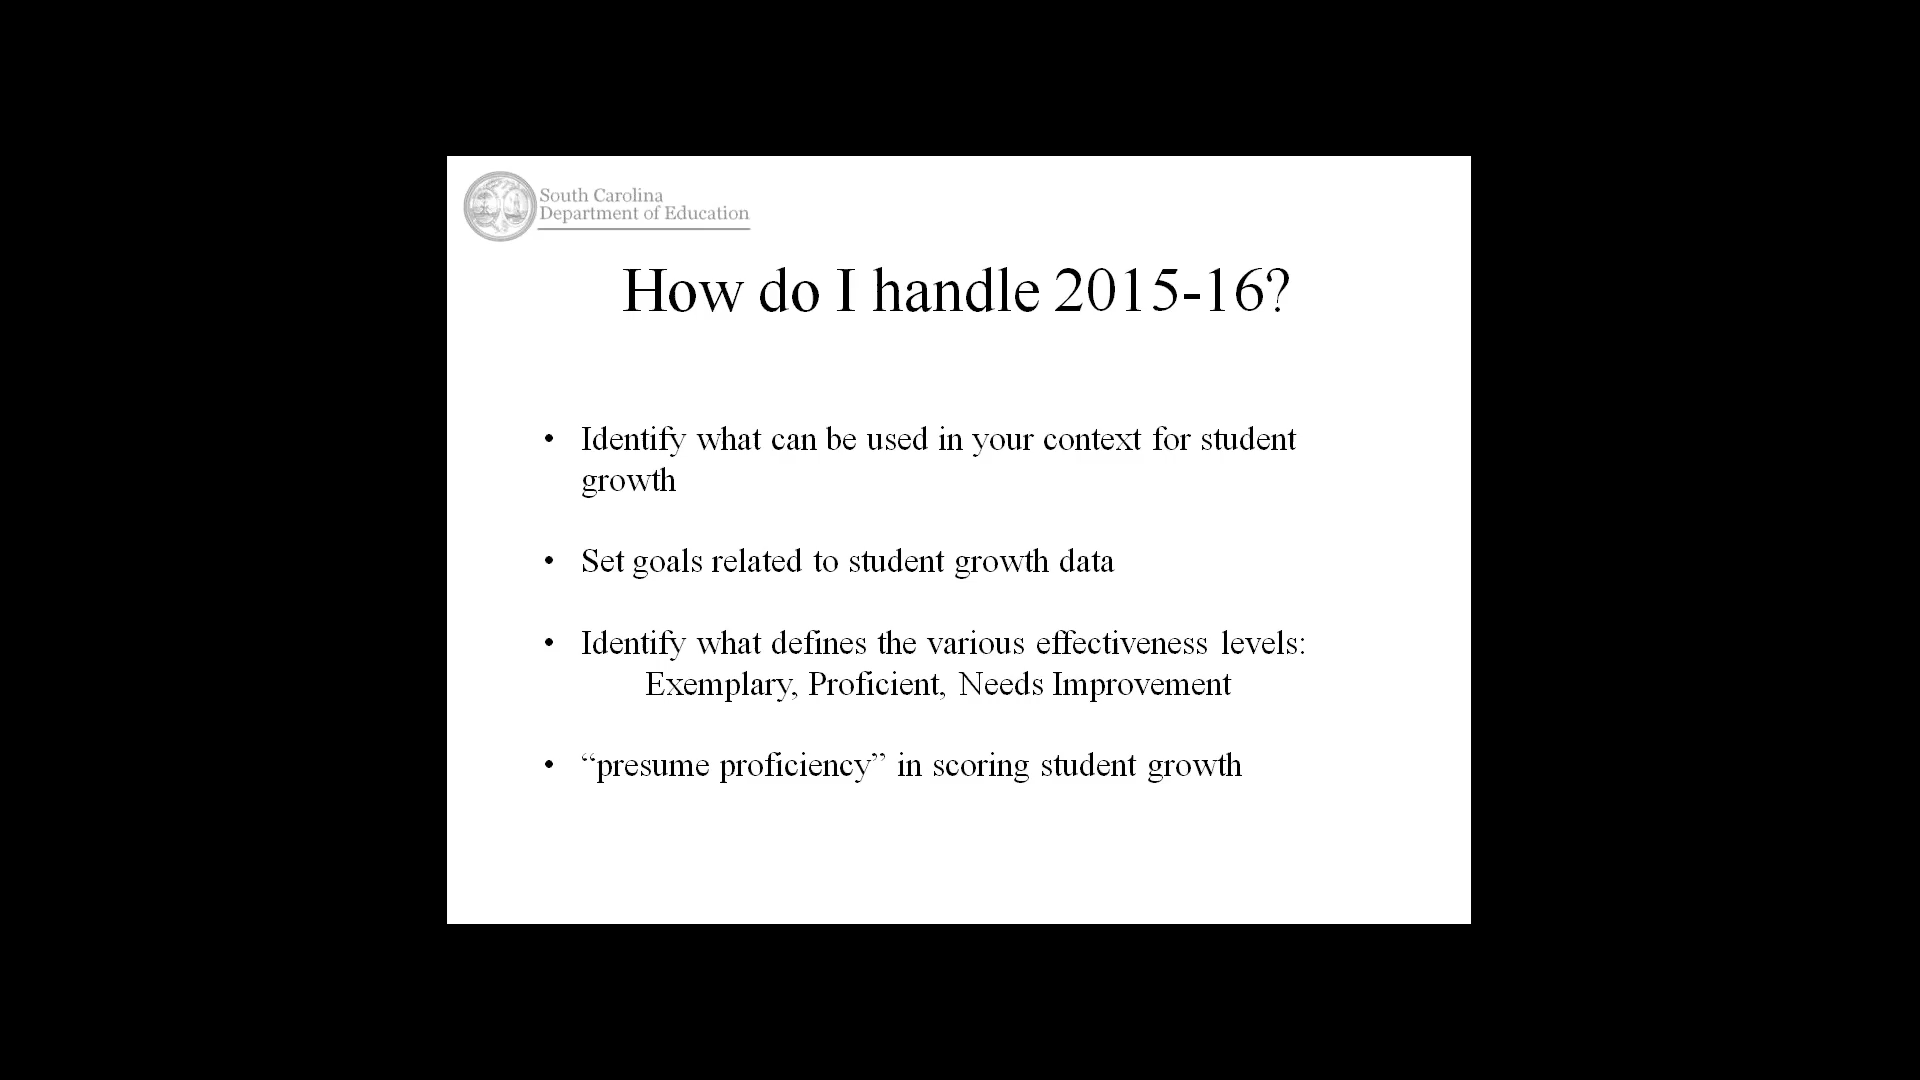 South Carolina
Department of Education
How do I handle 2015-16?
• Identify what can be used in your context for student
growth
• Set goals related to student growth data
• Identify what defines the various effectiveness levels:
Exemplary, Proficient, Needs Improvement
• “presume proficiency” in scoring student growth